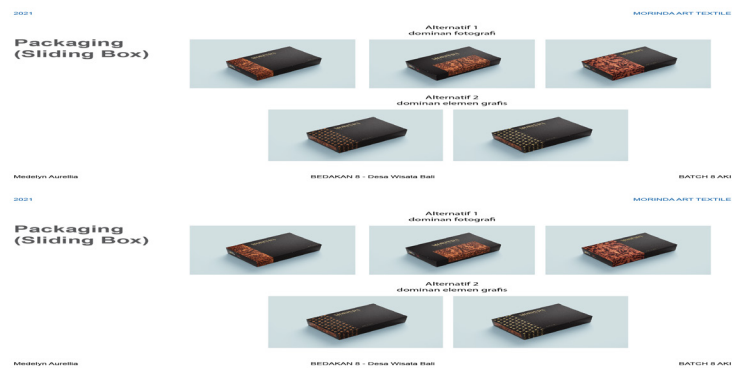 2021
MORINDA ART TEXTILE
Packaging
(Sliding Box)
Alternatif 1
dominan fotografi
Alternatif 2
dominan elemen grafis
Medelyn Aurellia
BEDAKAN 8 - Desa Wisata Bali
BATCH 8 AKI
2021
MORINDA ART TEXTILE
Packaging
(Sliding Box)
Alternatif 1
dominan fotografi
Alternatif 2
dominan elemen grafis
Medelyn Aurellia
BEDAKAN 8 - Desa Wisata Bali
BATCH 8 AKI